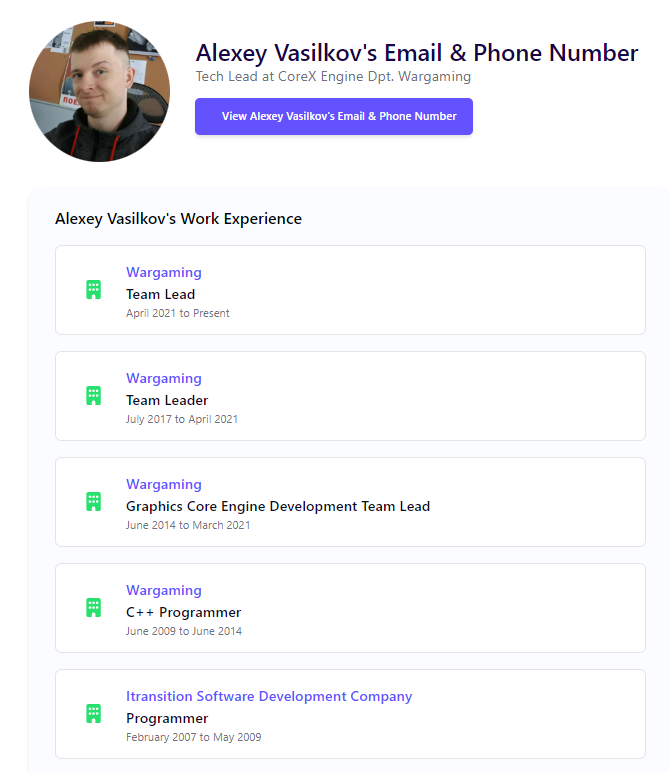 Alexey Vasilkov's Email & Phone Number
Tech Lead at CoreX Engine Dpt. Wargaming
View Alexey Vasilkov's Email & Phone Number
Alexey Vasilkov's Work Experience
Wargaming
Team Lead
April 2021 to Present
Wargaming
Team Leader
July 2017 to April 2021
Wargaming
Graphics Core Engine Development Team Lead
June 2014 to March 2021
Wargaming
C++ Programmer
June 2009 to June 2014
Itransition Software Development Company
Programmer
February 2007 to May 2009